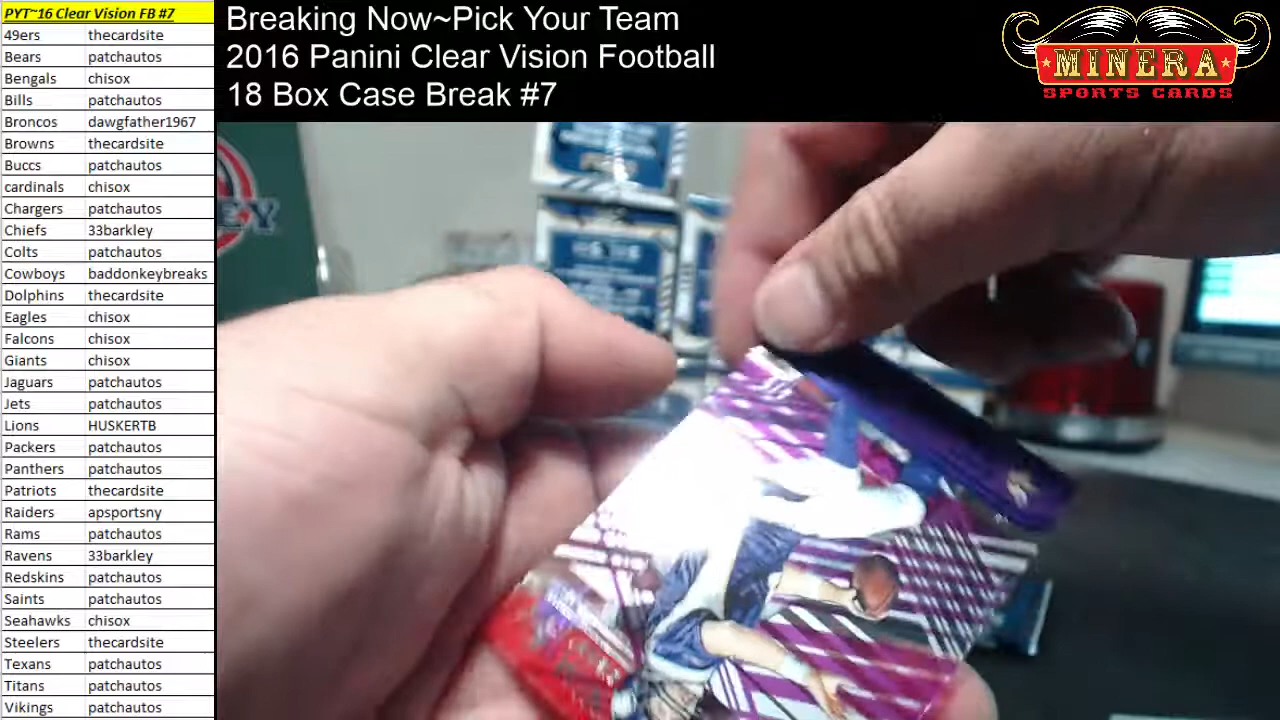 PYT~16 Clear Vision FB #7
49ers thecardsite
Bears patchautos
Bengals chisox
Bills patchautos
Broncos dawgfather1967
Browns thecardsite
Buccs patchautos
cardinals chisox
Chargers patchautos
Chiefs 33barkley
Colts patchautos
Cowboys baddonkeybreaks
Dolphins thecardsite
Eagles chisox
Falcons chisox
Giants chisox
Jaguars patchautos
Jets patchautos
Lions HUSKERTB
Packers patchautos
Panthers patchautos
Patriots thecardsite
Raiders apsportsny
Rams patchautos
Ravens 33barkley
Redskins patchautos
Saints patchautos
Seahawks chisox
Steelers thecardsite
Texans patchautos
Titans patchautos
Vikings patchautos
Breaking Now~Pick Your Team
2016 Panini Clear Vision Football
18 Box Case Break #7
MINERA
SPORTS CARDS